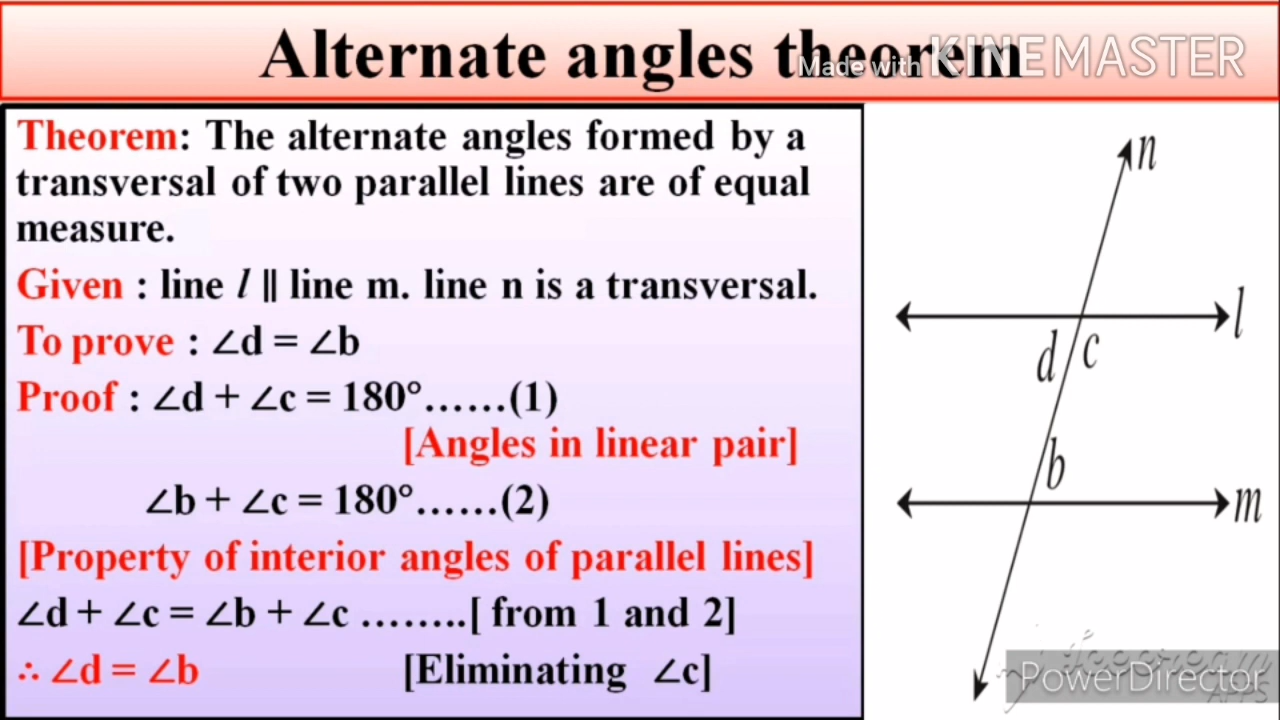 Alternate angles theorem
Made with KINEMASTER
Theorem: The alternate angles formed by a
transversal of two parallel lines are of equal
measure.
Given : line l ∥ line m. line n is a transversal.
To prove : ∠d = ∠b
Proof : ∠d + ∠c = 180°……(1)
[Angles in linear pair]
∠b + ∠c = 180°……(2)
[Property of interior angles of parallel lines]
∠d + ∠c = ∠b + ∠c ……..[ from 1 and 2]
∴ ∠d = ∠b [Eliminating ∠c]
n
l
d c
b
m
PowerDirector
APPS